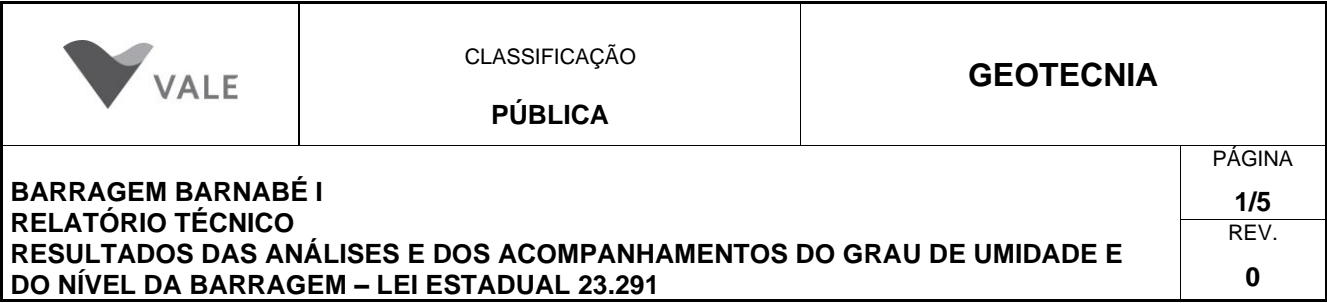 VALE
CLASSIFICAÇÃO
PÚBLICA
GEOTECNIA
BARRAGEM BARNABÉ I
RELATÓRIO TÉCNICO
RESULTADOS DAS ANÁLISES E DOS ACOMPANHAMENTOS DO GRAU DE UMIDADE E
DO NÍVEL DA BARRAGEM – LEI ESTADUAL 23.291
PÁGINA
1/5
REV.
0